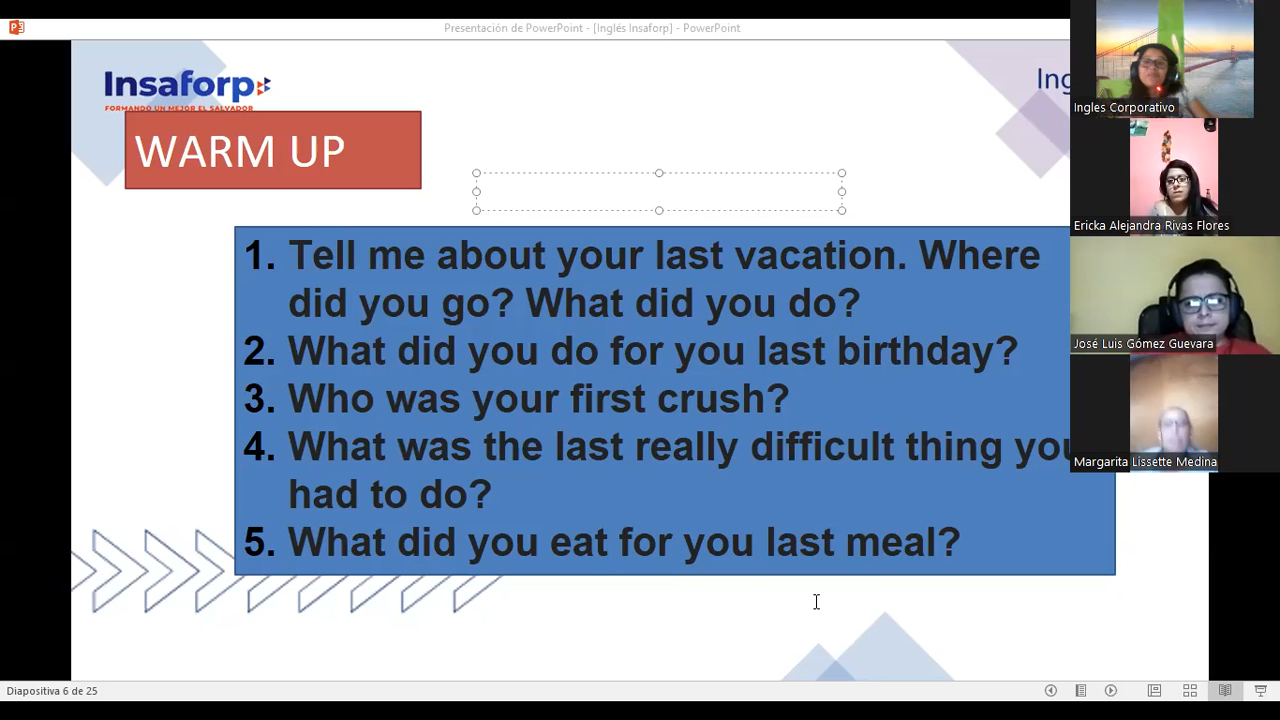 Presentación de PowerPoint - [Inglés Insaforp] - PowerPoint
Insaforp
FORMANDO UN MEJOR EL SALVADOR
Ing
WARM UP
1. Tell me about your last vacation. Where
did you go? What did you do?
2. What did you do for you last birthday?
3. Who was your first crush?
4. What was the last really difficult thing you
had to do?
5. What did you eat for you last meal?
Ingles Corporativo
Ericka Alejandra Rivas Flores
José Luis Gómez Guevara
Margarita Lissette Medina
Diapositiva 6 de 25